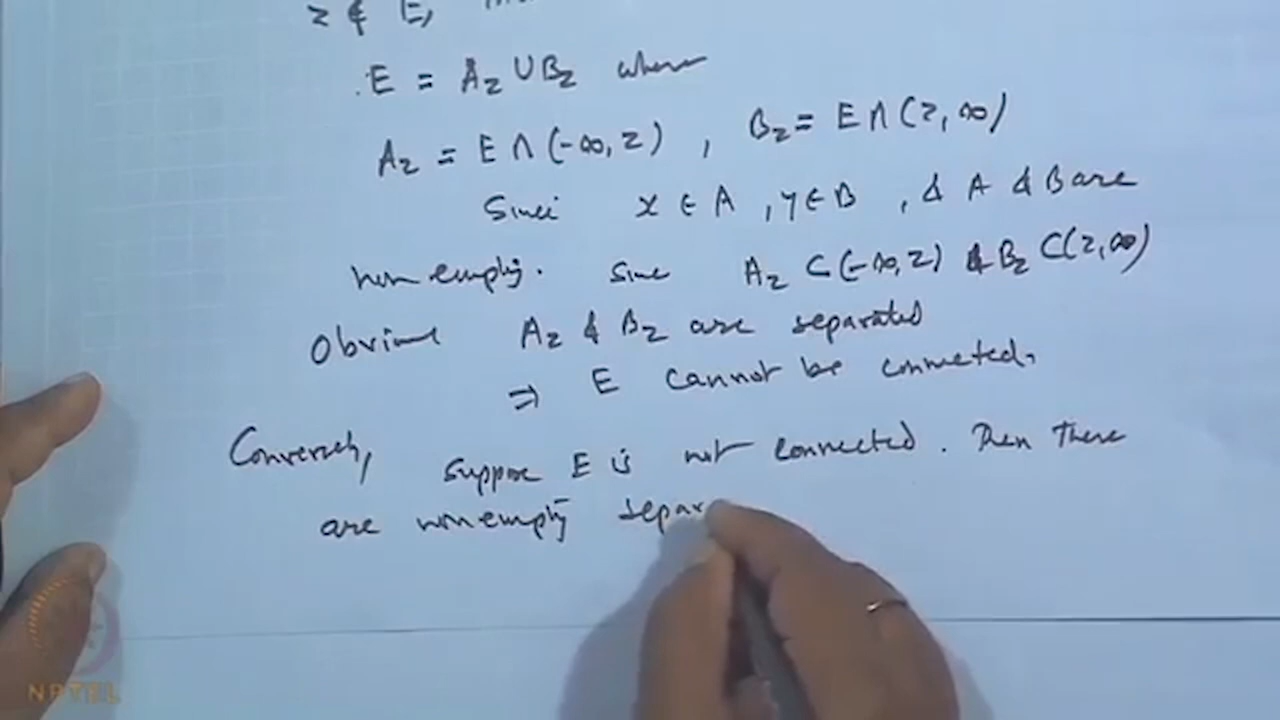 z ∉ E,
E = A_z ∪ B_z where
A_z = E ∩ (-∞, z) , B_z = E ∩ (z, ∞)
Since x ∈ A , y ∈ B , & A & B are
non empty. Since A_z ⊂ (-∞, z) & B_z ⊂ (z, ∞)
Obvious A_z & B_z are separated
⇒ E cannot be connected.
Conversely, suppose E is not connected. Then there
are nonempty separ
NPTEL